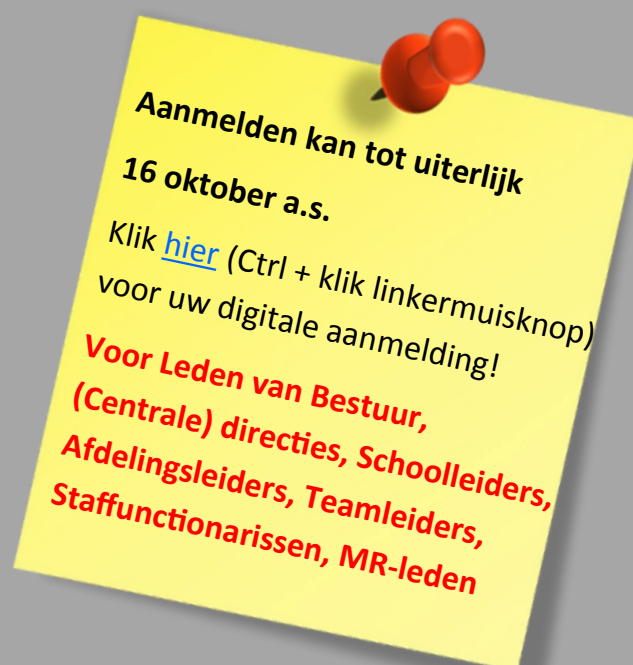 Aanmelden kan tot uiterlijk
16 oktober a.s.
Klik hier (Ctrl + klik linkermuisknop)
voor uw digitale aanmelding!
Voor Leden van Bestuur,
(Centrale) directies, Schoolleiders,
Afdelingsleiders, Teamleiders,
Staffunctionarissen, MR-leden